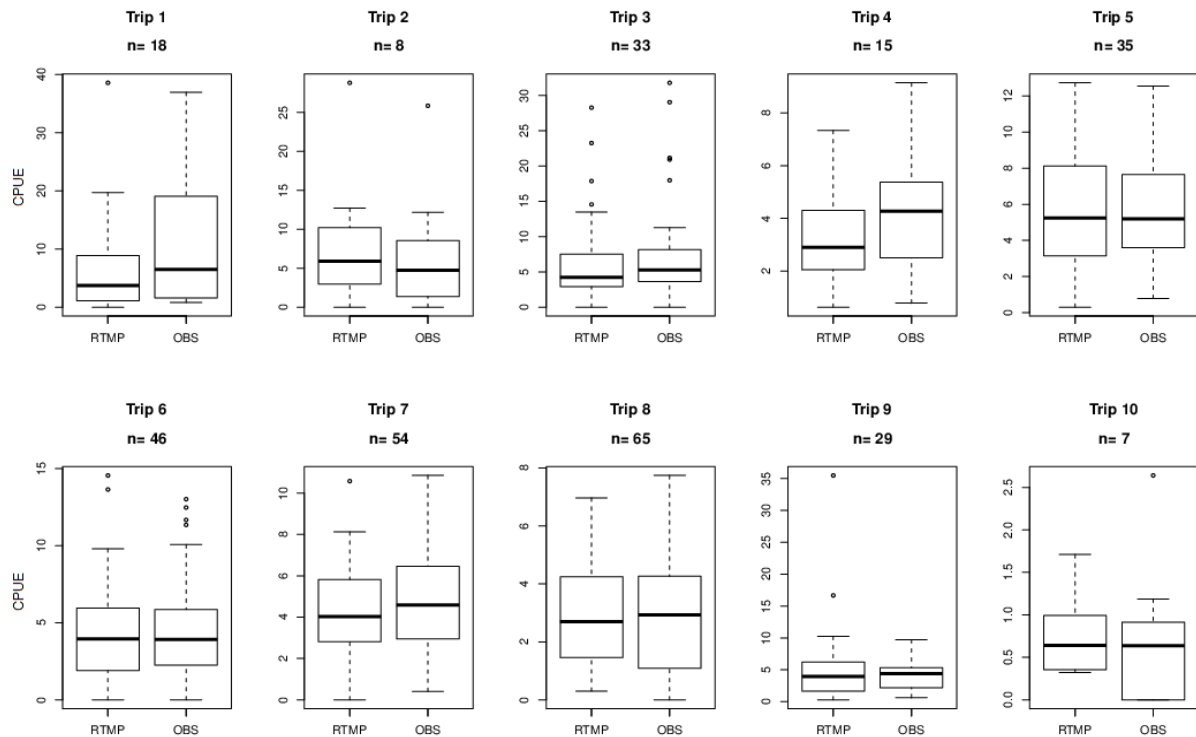 Trip 1
n= 18
Trip 2
n= 8
Trip 3
n= 33
Trip 4
n= 15
Trip 5
n= 35
CPUE
40
30
20
10
0
RTMP OBS
25
20
15
10
5
0
RTMP OBS
30
25
20
15
10
5
0
RTMP OBS
8
6
4
2
RTMP OBS
12
10
8
6
4
2
0
RTMP OBS
Trip 6
n= 46
Trip 7
n= 54
Trip 8
n= 65
Trip 9
n= 29
Trip 10
n= 7
CPUE
15
10
5
0
RTMP OBS
10
8
6
4
2
0
RTMP OBS
8
6
4
2
0
RTMP OBS
35
30
25
20
15
10
5
0
RTMP OBS
2.5
2.0
1.5
1.0
0.5
0.0
RTMP OBS